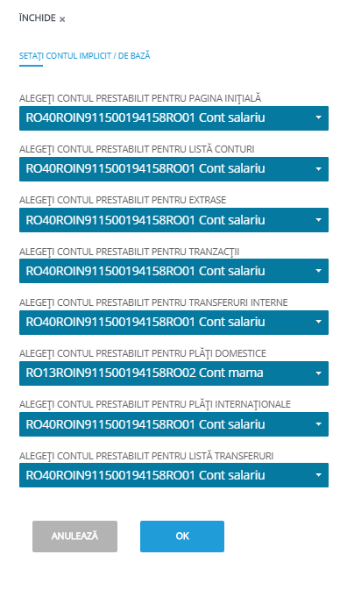 ÎNCHIDE x
SETAȚI CONTUL IMPLICIT / DE BAZĂ
ALEGEȚI CONTUL PRESTABILIT PENTRU PAGINA INIȚIALĂ
RO40ROIN911500194158RO01 Cont salariu
ALEGEȚI CONTUL PRESTABILIT PENTRU LISTĂ CONTURI
RO40ROIN911500194158RO01 Cont salariu
ALEGEȚI CONTUL PRESTABILIT PENTRU EXTRASE
RO40ROIN911500194158RO01 Cont salariu
ALEGEȚI CONTUL PRESTABILIT PENTRU TRANZACȚII
RO40ROIN911500194158RO01 Cont salariu
ALEGEȚI CONTUL PRESTABILIT PENTRU TRANSFERURI INTERNE
RO40ROIN911500194158RO01 Cont salariu
ALEGEȚI CONTUL PRESTABILIT PENTRU PLĂȚI DOMESTICE
RO13ROIN911500194158RO02 Cont mama
ALEGEȚI CONTUL PRESTABILIT PENTRU PLĂȚI INTERNAȚIONALE
RO40ROIN911500194158RO01 Cont salariu
ALEGEȚI CONTUL PRESTABILIT PENTRU LISTĂ TRANSFERURI
RO40ROIN911500194158RO01 Cont salariu
ANULEAZĂ OK